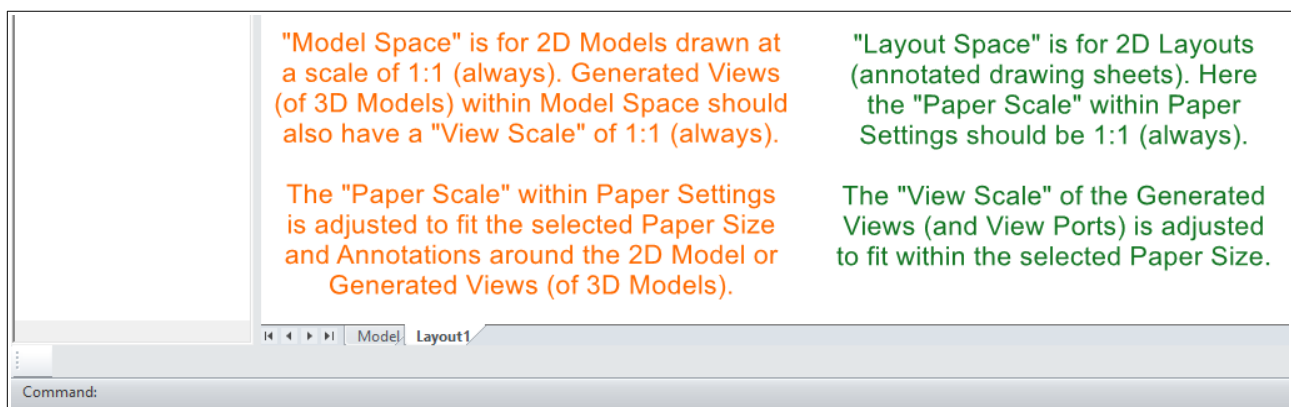 "Model Space" is for 2D Models drawn at
a scale of 1:1 (always). Generated Views
(of 3D Models) within Model Space should
also have a "View Scale" of 1:1 (always).
The "Paper Scale" within Paper Settings
is adjusted to fit the selected Paper Size
and Annotations around the 2D Model or
Generated Views (of 3D Models).
"Layout Space" is for 2D Layouts
(annotated drawing sheets). Here
the "Paper Scale" within Paper
Settings should be 1:1 (always).
The "View Scale" of the Generated
Views (and View Ports) is adjusted
to fit within the selected Paper Size.
Model Layout1
Command: